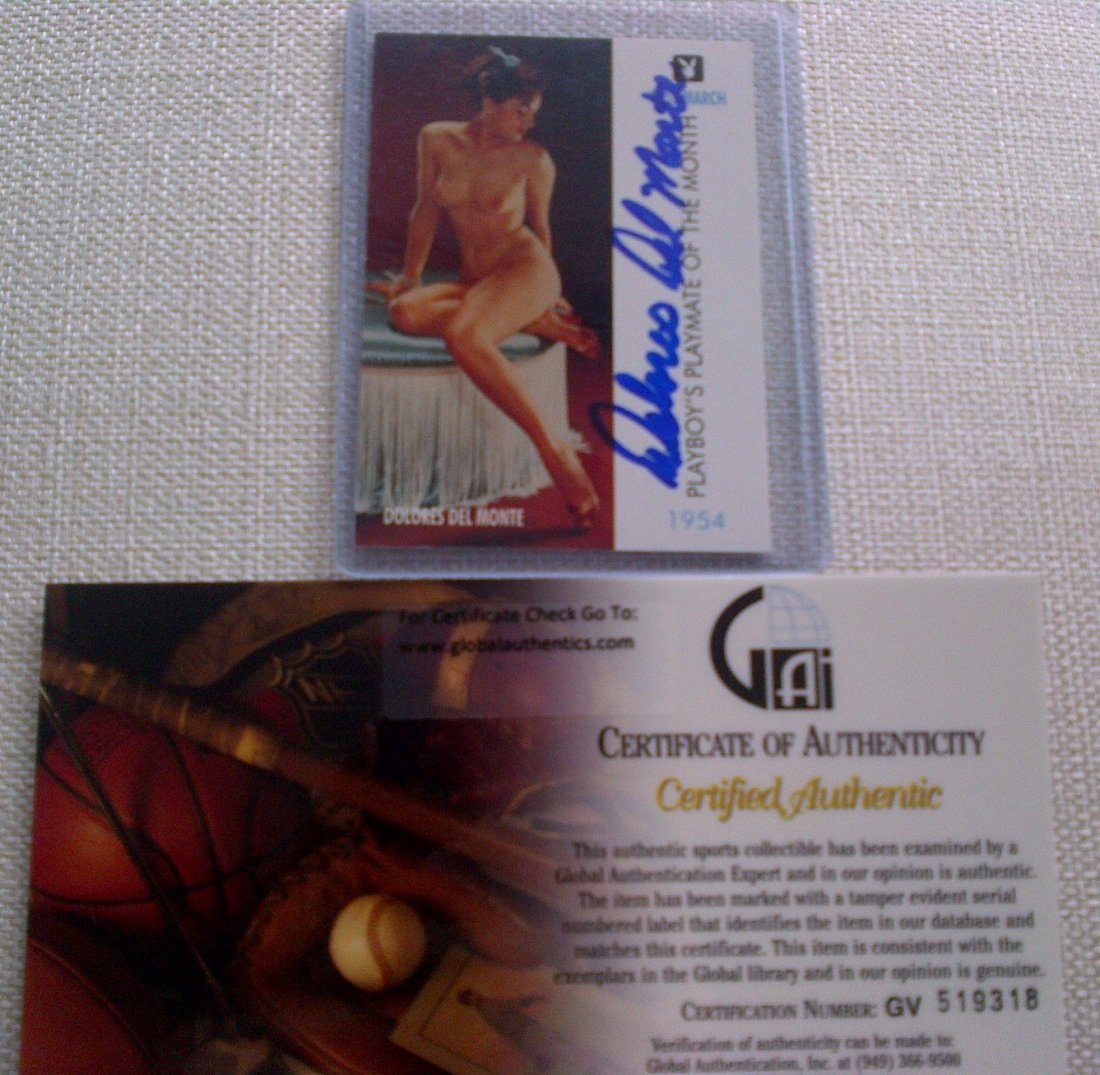 MARCH
Dolores Del Monte
PLAYBOY'S PLAYMATE OF THE MONTH
1954
DOLORES DEL MONTE
For Certificate Check Go To:
www.globalauthentics.com
GAi
CERTIFICATE OF AUTHENTICITY
Certified Authentic
This authentic sports collectible has been examined by a
Global Authentication Expert and in our opinion is authentic.
The item has been marked with a tamper evident serial
numbered label that identifies the item in our database and
matches this certificate. This item is consistent with the
exemplars in the Global library and in our opinion is genuine.
CERTIFICATION NUMBER: GV 519318
Verification of authenticity can be made to:
Global Authentication, Inc. at (949) 366-9500